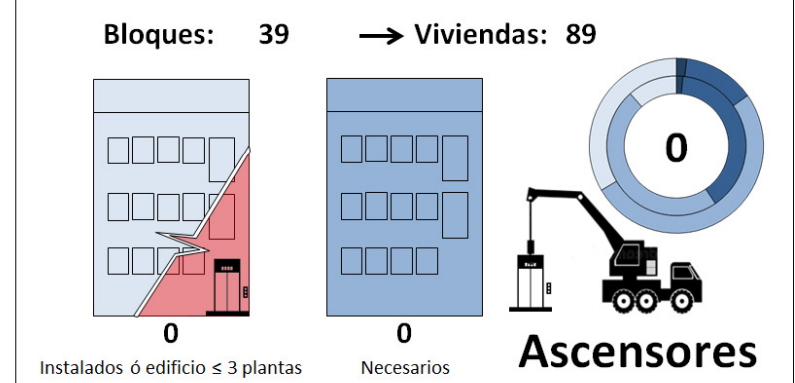 Bloques: 39 → Viviendas: 89
0
0
Instalados ó edificio ≤ 3 plantas
0
Necesarios
Ascensores